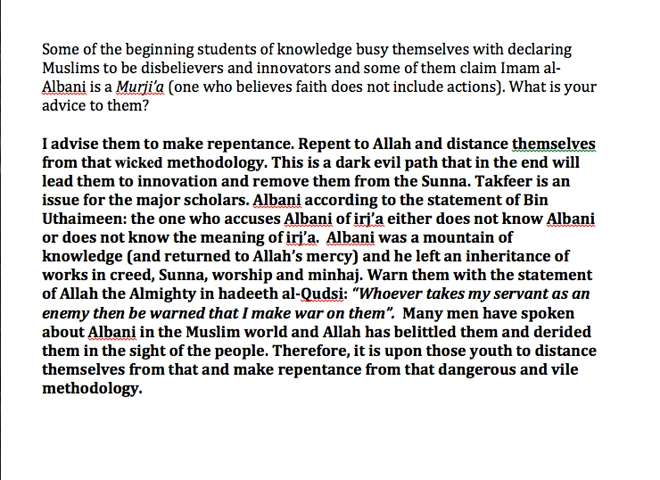 Some of the beginning students of knowledge busy themselves with declaring
Muslims to be disbelievers and innovators and some of them claim Imam al-
Albani is a Murji’a (one who believes faith does not include actions). What is your
advice to them?
I advise them to make repentance. Repent to Allah and distance themselves
from that wicked methodology. This is a dark evil path that in the end will
lead them to innovation and remove them from the Sunna. Takfeer is an
issue for the major scholars. Albani according to the statement of Bin
Uthaimeen: the one who accuses Albani of irj’a either does not know Albani
or does not know the meaning of irj’a.  Albani was a mountain of
knowledge (and returned to Allah’s mercy) and he left an inheritance of
works in creed, Sunna, worship and minhaj. Warn them with the statement
of Allah the Almighty in hadeeth al-Qudsi: “Whoever takes my servant as an
enemy then be warned that I make war on them”.  Many men have spoken
about Albani in the Muslim world and Allah has belittled them and derided
them in the sight of the people. Therefore, it is upon those youth to distance
themselves from that and make repentance from that dangerous and vile
methodology.